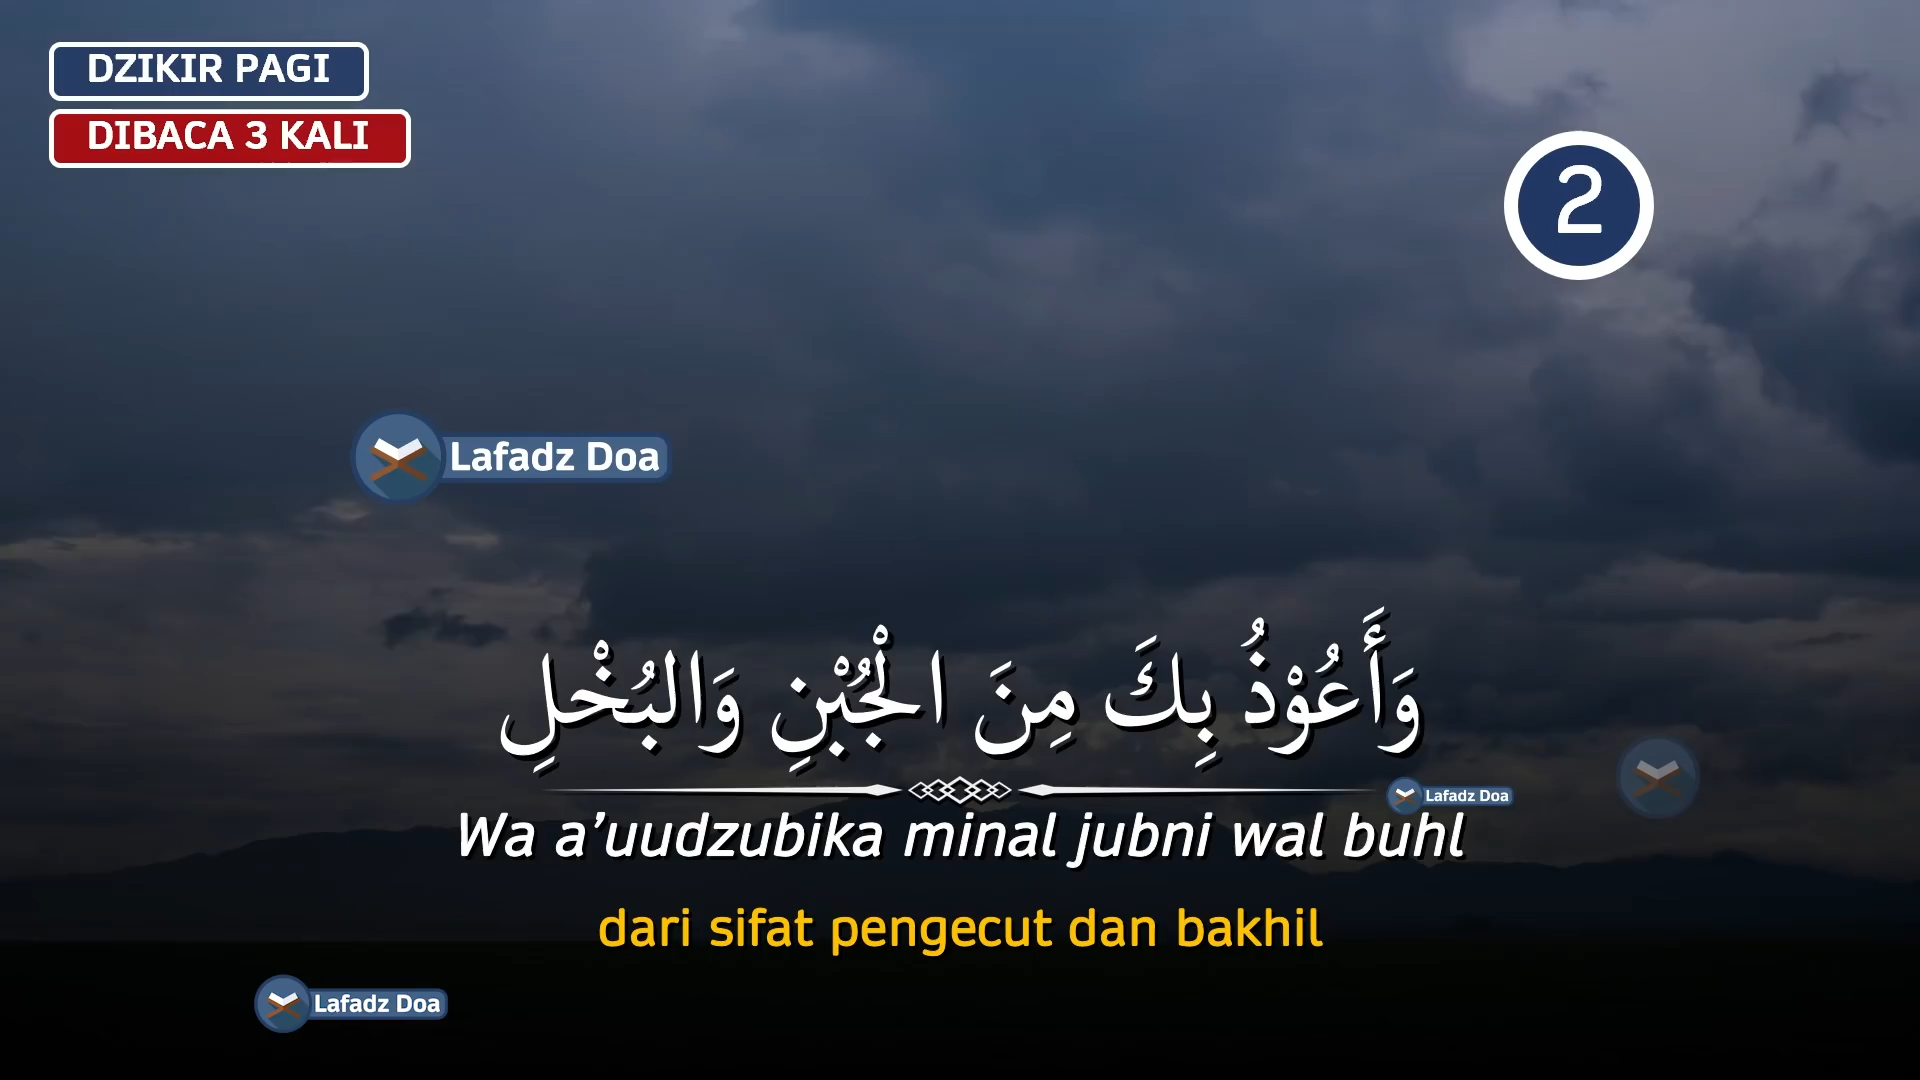 DZIKIR PAGI
DIBACA 3 KALI
2
Lafadz Doa
وَأَعُوْذُ بِكَ مِنَ الْجُبْنِ وَالبُخْلِ
Lafadz Doa
Wa a’uudzubika minal jubni wal buhl
dari sifat pengecut dan bakhil
Lafadz Doa